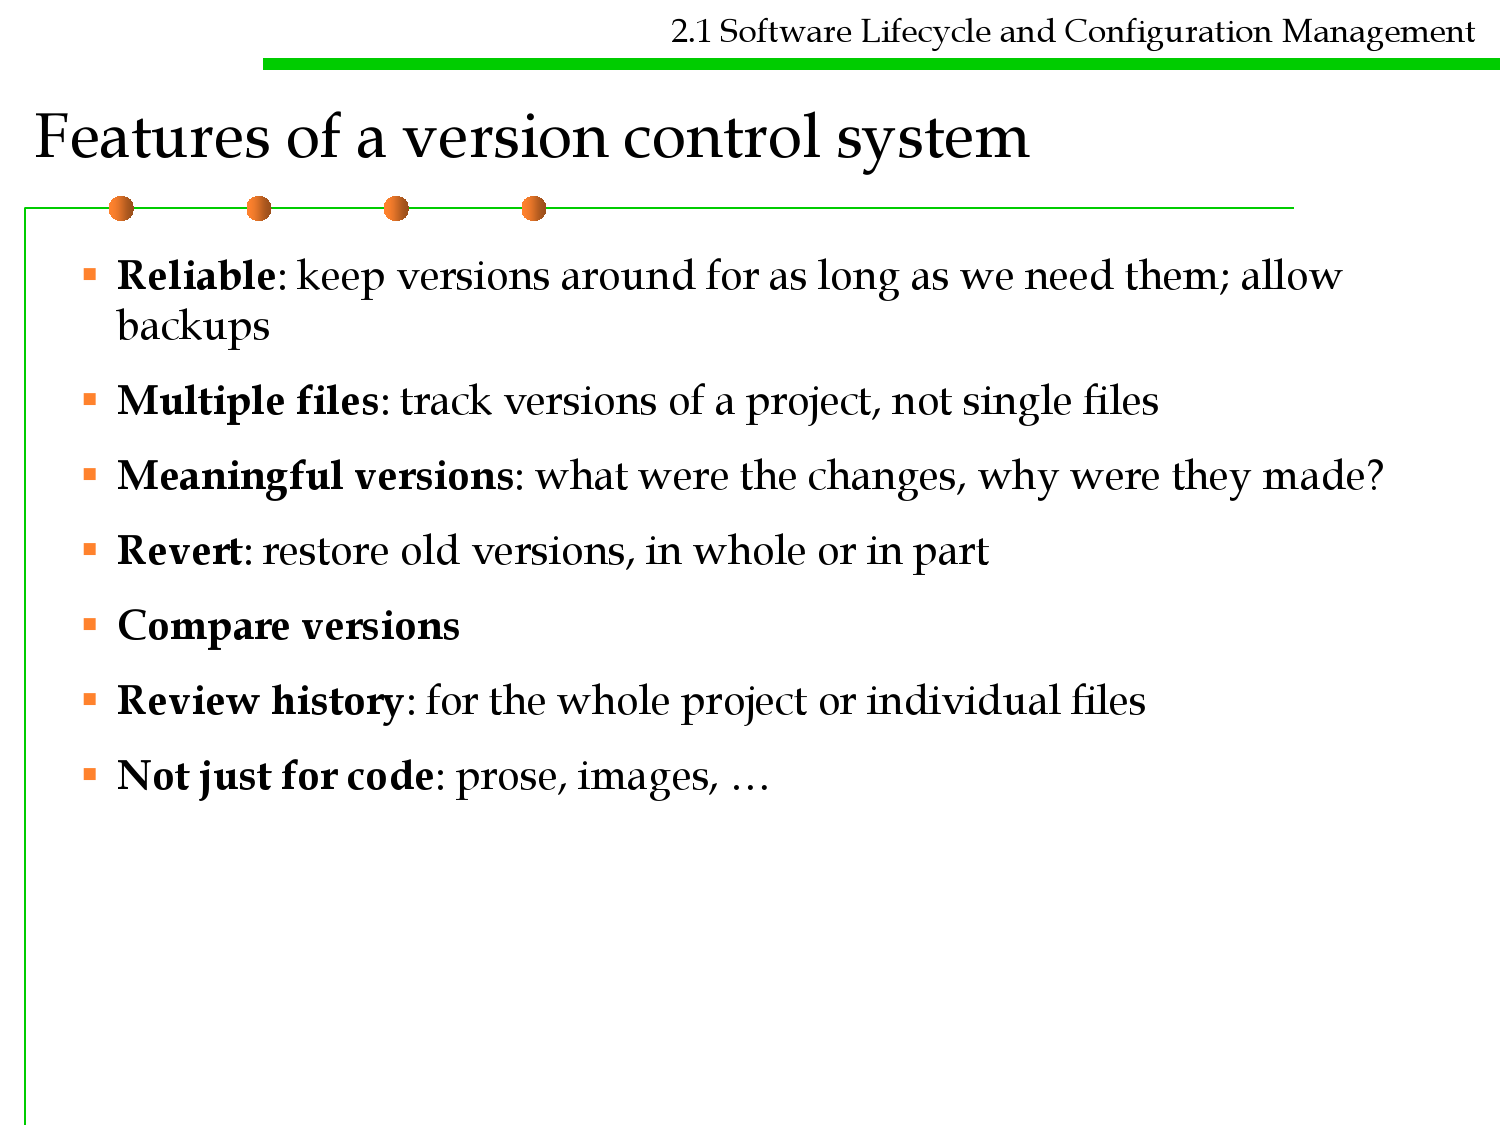 2.1 Software Lifecycle and Configuration Management
Features of a version control system
▪ Reliable: keep versions around for as long as we need them; allow
backups
▪ Multiple files: track versions of a project, not single files
▪ Meaningful versions: what were the changes, why were they made?
▪ Revert: restore old versions, in whole or in part
▪ Compare versions
▪ Review history: for the whole project or individual files
▪ Not just for code: prose, images, …